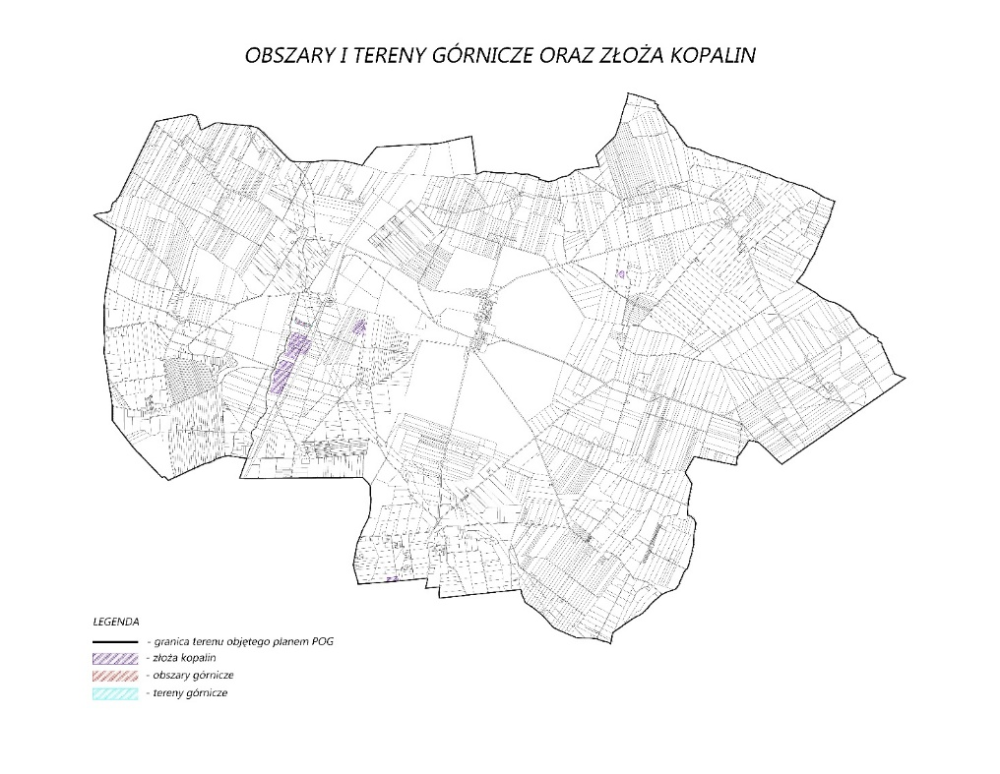 OBSZARY I TERENY GÓRNICZE ORAZ ZŁOŻA KOPALIN
LEGENDA
- granica terenu objętego planem POG
- złoża kopalin
- obszary górnicze
- tereny górnicze